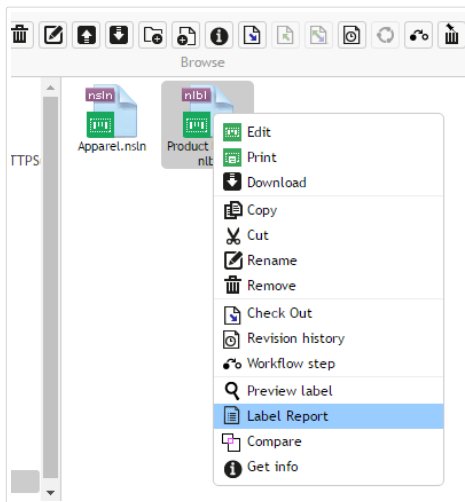 Browse
nsln
nlbl
Apparel.nsln
Product
nlb
TTPS
Edit
Print
Download
Copy
Cut
Rename
Remove
Check Out
Revision history
Workflow step
Preview label
Label Report
Compare
Get info